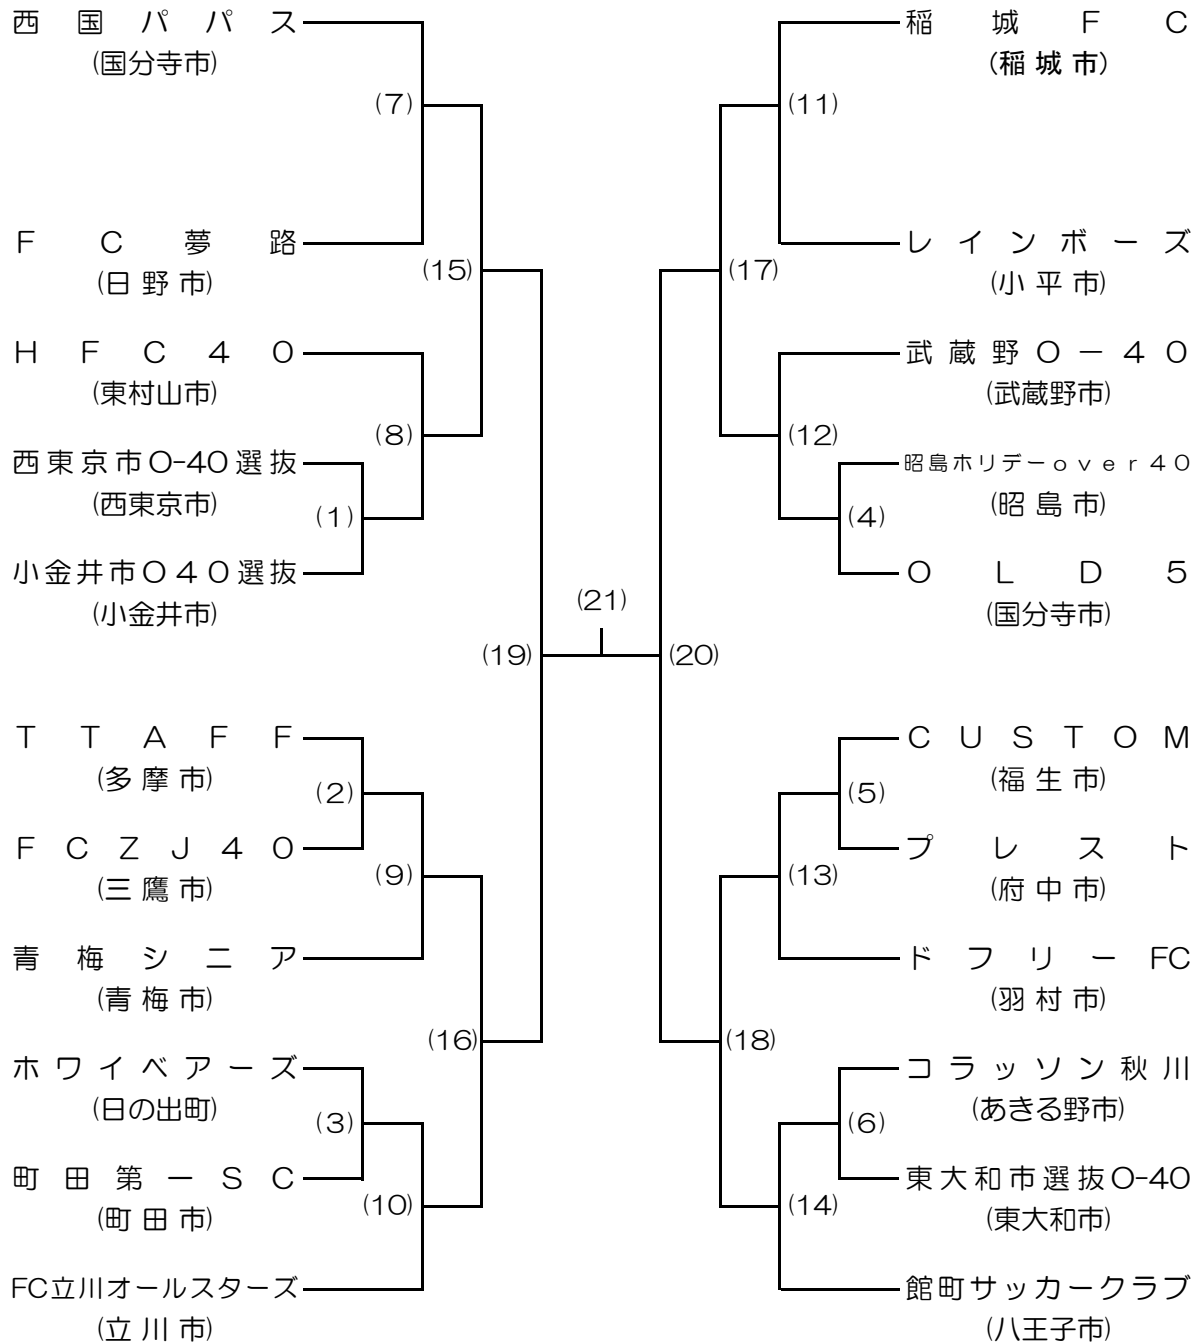 西国パパス
(国分寺市)
(7)
FC夢路
(日野市)
(15)
HFC40
(東村山市)
(8)
西東京市O-40選抜
(西東京市)
(1)
小金井市O40選抜
(小金井市)
(19)
TTAFF
(多摩市)
(2)
FCZJ40
(三鷹市)
(9)
青梅シニア
(青梅市)
(16)
ホワイベアーズ
(日の出町)
(3)
町田第一SC
(町田市)
(10)
FC立川オールスターズ
(立川市)
(21)
稲城FC
(稲城市)
(11)
レインボーズ
(小平市)
(17)
武蔵野O-40
(武蔵野市)
(12)
昭島ホリデーover40
(昭島市)
(4)
OLD5
(国分寺市)
(20)
CUSTOM
(福生市)
(5)
プレスト
(府中市)
(13)
ドフリーFC
(羽村市)
(18)
コラッソン秋川
(あきる野市)
(6)
東大和市選抜O-40
(東大和市)
(14)
館町サッカークラブ
(八王子市)